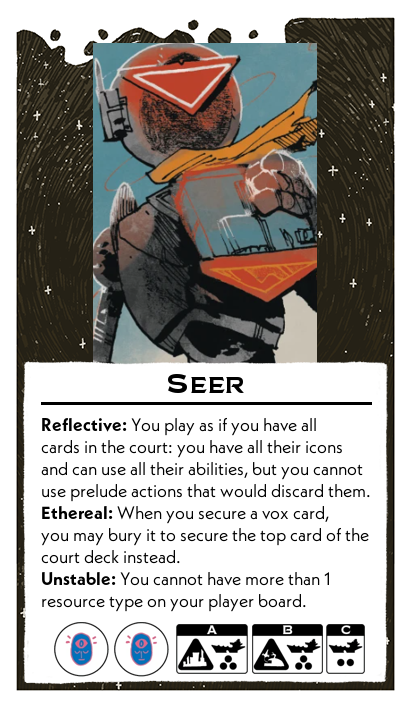 SEER
Reflective: You play as if you have all
cards in the court: you have all their icons
and can use all their abilities, but you cannot
use prelude actions that would discard them.
Ethereal: When you secure a vox card,
you may bury it to secure the top card of the
court deck instead.
Unstable: You cannot have more than 1
resource type on your player board.
A B C